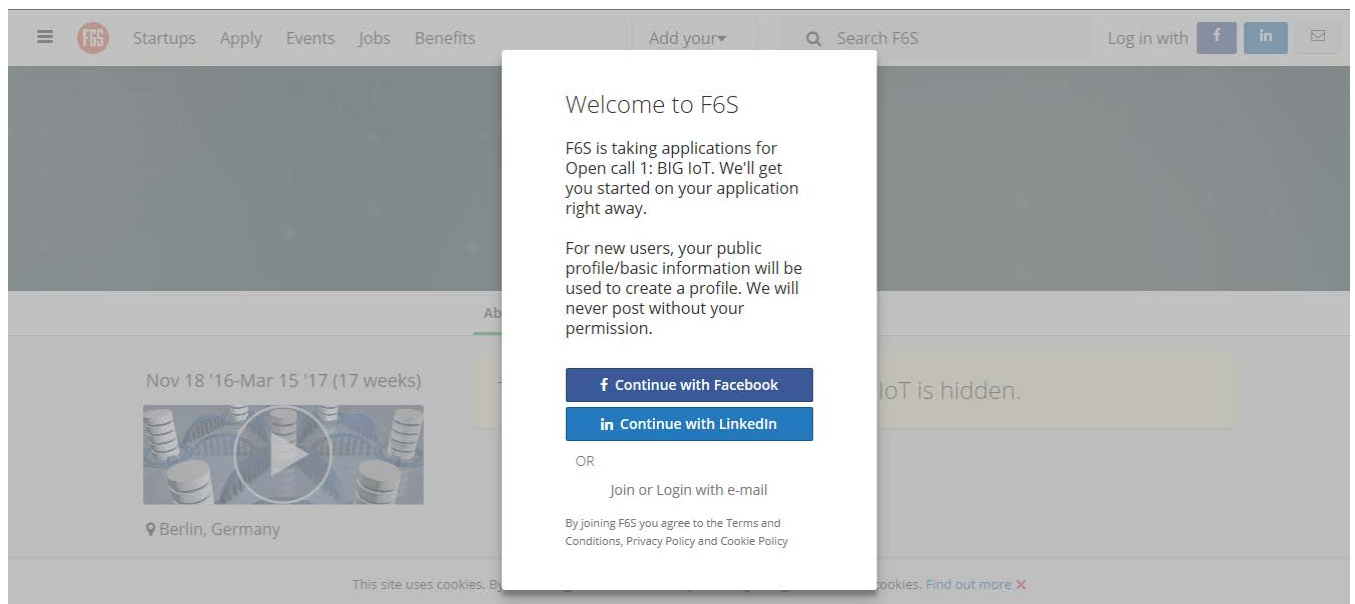 F6S Startups Apply Events Jobs Benefits Add your Search F6S Log in with f in
Welcome to F6S
F6S is taking applications for
Open call 1: BIG IoT. We'll get
you started on your application
right away.
For new users, your public
profile/basic information will be
used to create a profile. We will
never post without your
permission.
f Continue with Facebook
in Continue with LinkedIn
OR
Join or Login with e-mail
By joining F6S you agree to the Terms and
Conditions, Privacy Policy and Cookie Policy
Nov 18 '16-Mar 15 '17 (17 weeks)
IoT is hidden.
Berlin, Germany
This site uses cookies. Find out more